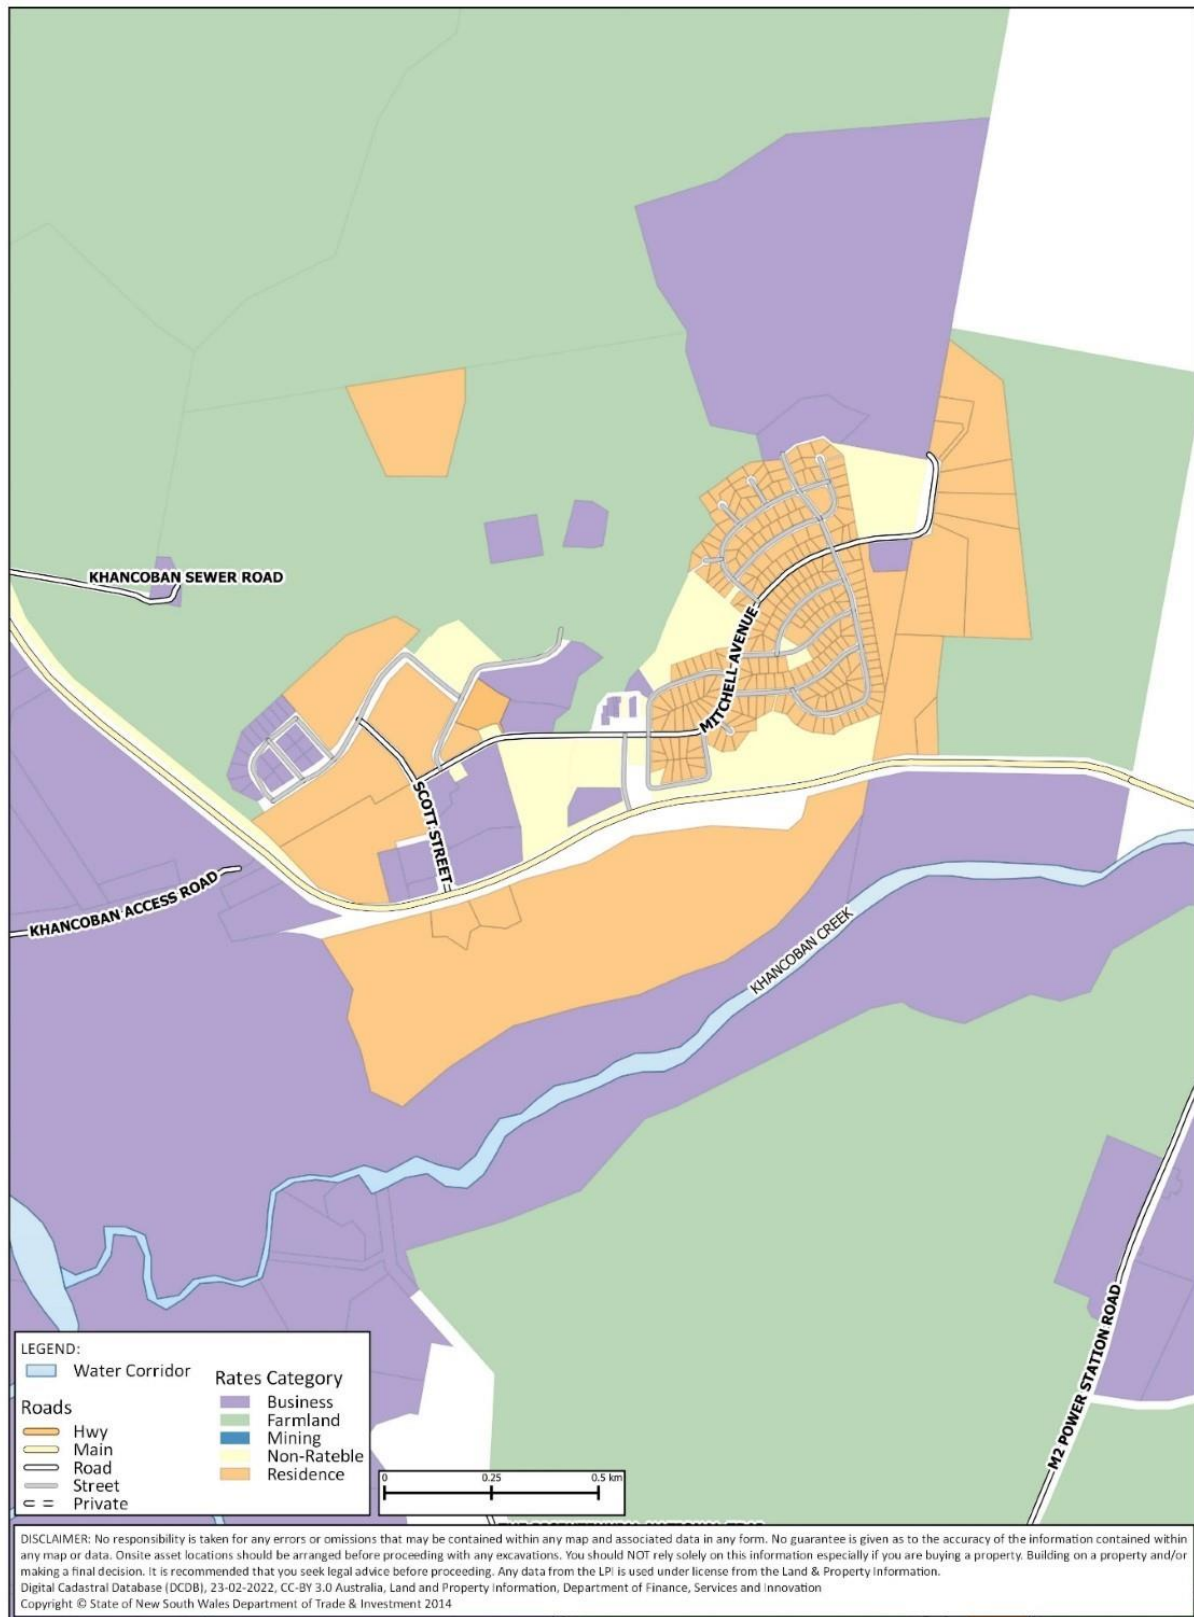 KHANCOBAN SEWER ROAD
MITCHELL AVENUE
SCOTT STREET
KHANCOBAN ACCESS ROAD
KHANCOBAN CREEK
M2 POWER STATION ROAD
LEGEND:
Water Corridor
Roads
Hwy
Main
Road
Street
Private
Rates Category
Business
Farmland
Mining
Non-Rateble
Residence
0 0.25 0.5 km
DISCLAIMER: No responsibility is taken for any errors or omissions that may be contained within any map and associated data in any form. No guarantee is given as to the accuracy of the information contained within
any map or data. Onsite asset locations should be arranged before proceeding with any excavations. You should NOT rely solely on this information especially if you are buying a property. Building on a property and/or
making a final decision. It is recommended that you seek legal advice before proceeding. Any data from the LPI is used under license from the Land & Property Information.
Digital Cadastral Database (DCDB), 23-02-2022, CC-BY 3.0 Australia, Land and Property Information, Department of Finance, Services and Innovation
Copyright © State of New South Wales Department of Trade & Investment 2014